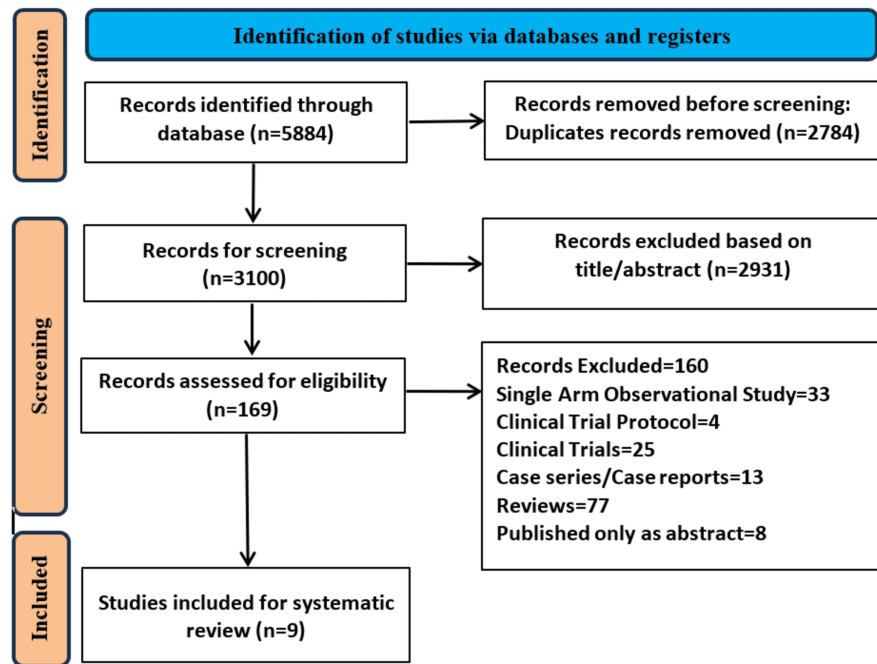 Identification of studies via databases and registers
Identification
Records identified through
database (n=5884)
Records removed before screening:
Duplicates records removed (n=2784)
Screening
Records for screening
(n=3100)
Records excluded based on
title/abstract (n=2931)
Records assessed for eligibility
(n=169)
Records Excluded=160
Single Arm Observational Study=33
Clinical Trial Protocol=4
Clinical Trials=25
Case series/Case reports=13
Reviews=77
Published only as abstract=8
Included
Studies included for systematic
review (n=9)